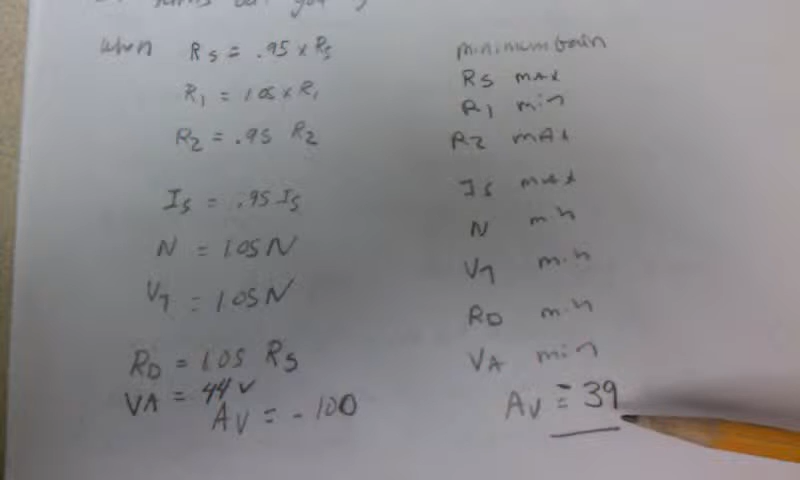 when Rs = .95 x Rs
R1 = 1.05 x R1
R2 = .95 R2
Is = .95 Is
N = 1.05 N
VT = 1.05 N
RD = 1.05 Rs
VA = 44 V
Av = -100
minimum gain
Rs max
R1 min
R2 max
Is max
N min
VT min
RD min
VA min
Av = 39